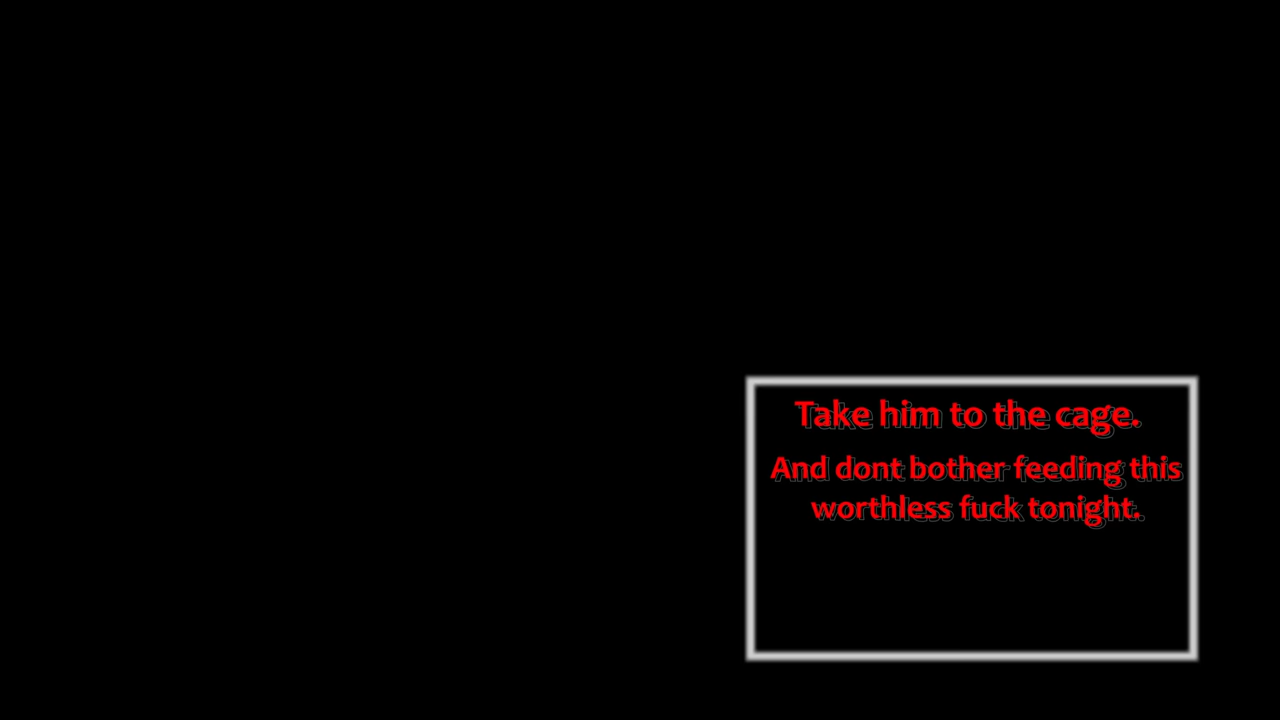 Take him to the cage.
And dont bother feeding this
worthless fuck tonight.